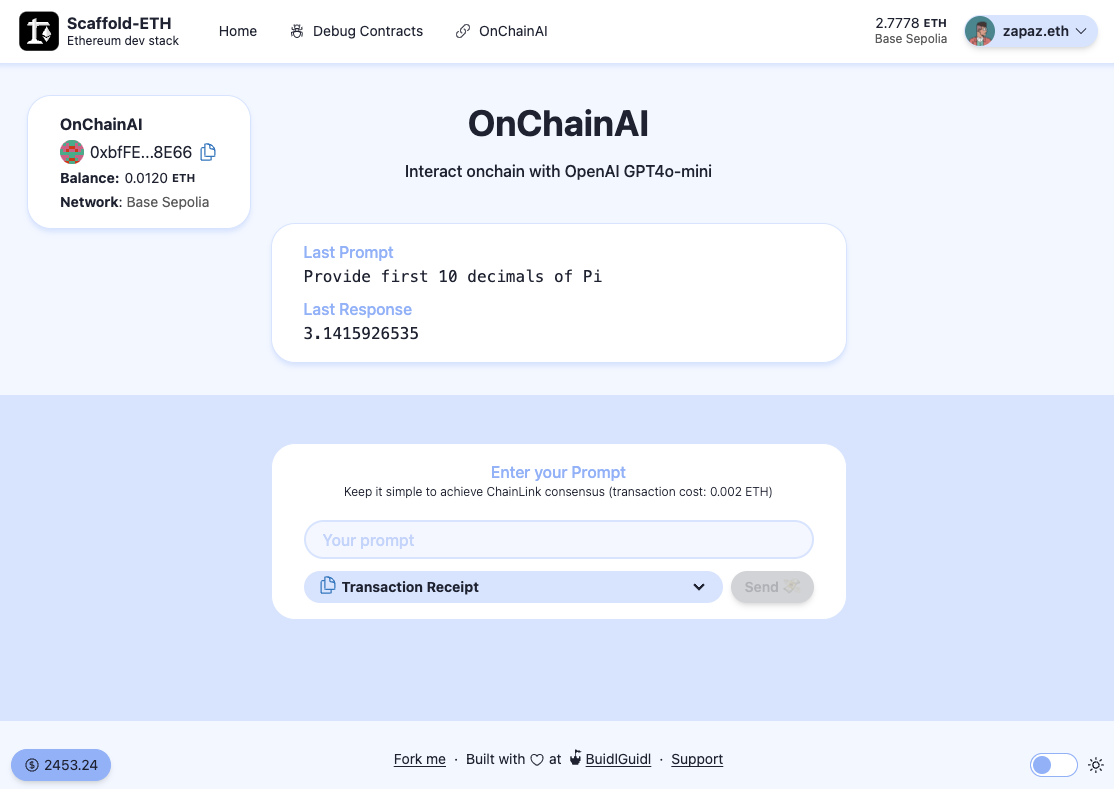 Scaffold-ETH
Ethereum dev stack
Home
Debug Contracts
OnChainAI
2.7778 ETH
Base Sepolia
zapaz.eth
OnChainAI
0xbfFE...8E66
Balance: 0.0120 ETH
Network: Base Sepolia
OnChainAI
Interact onchain with OpenAI GPT4o-mini
Last Prompt
Provide first 10 decimals of Pi
Last Response
3.1415926535
Enter your Prompt
Keep it simple to achieve ChainLink consensus (transaction cost: 0.002 ETH)
Your prompt
Transaction Receipt
Send
2453.24
Fork me · Built with ♡ at BuidlGuidl · Support